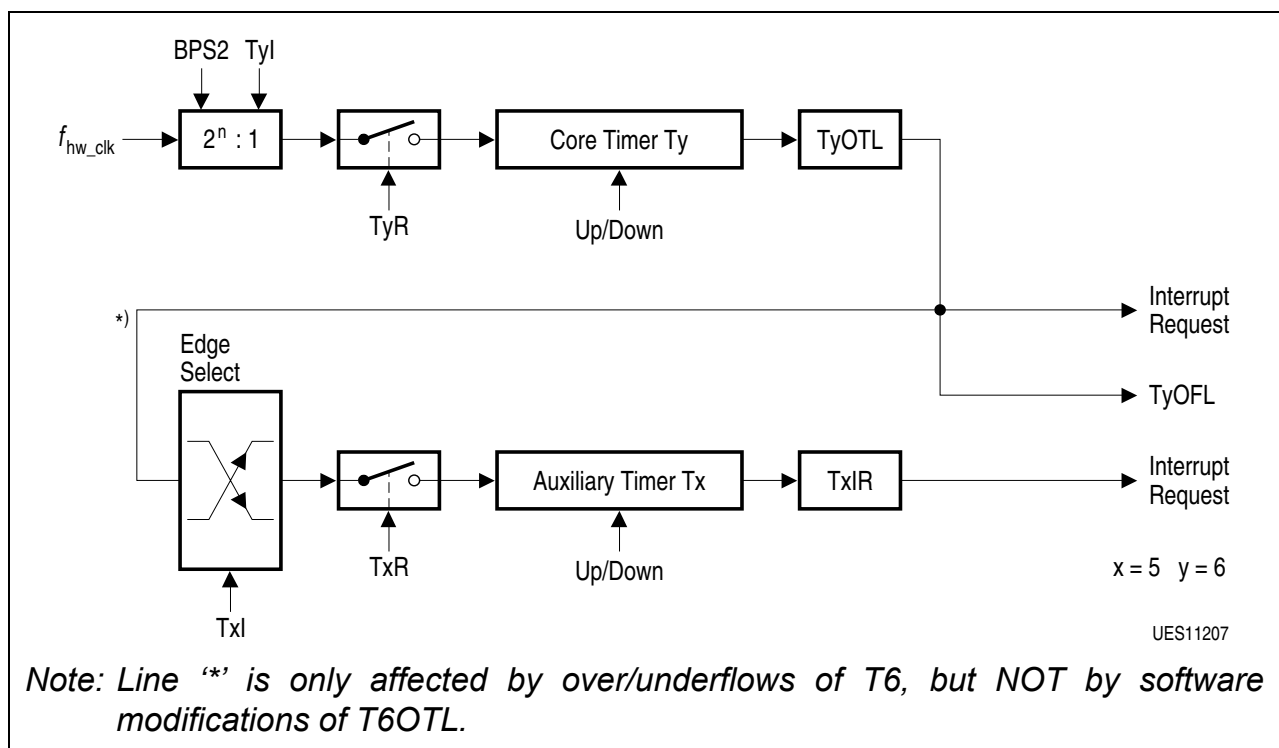 BPS2 TyI
f hw_clk
2ⁿ : 1
Core Timer Ty
TyOTL
TyR
Up/Down
Interrupt
Request
*)
TyOFL
Edge
Select
Auxiliary Timer Tx
TxIR
Interrupt
Request
TxR
Up/Down
x = 5 y = 6
TxI
UES11207
Note: Line ‘*’ is only affected by over/underflows of T6, but NOT by software
modifications of T6OTL.